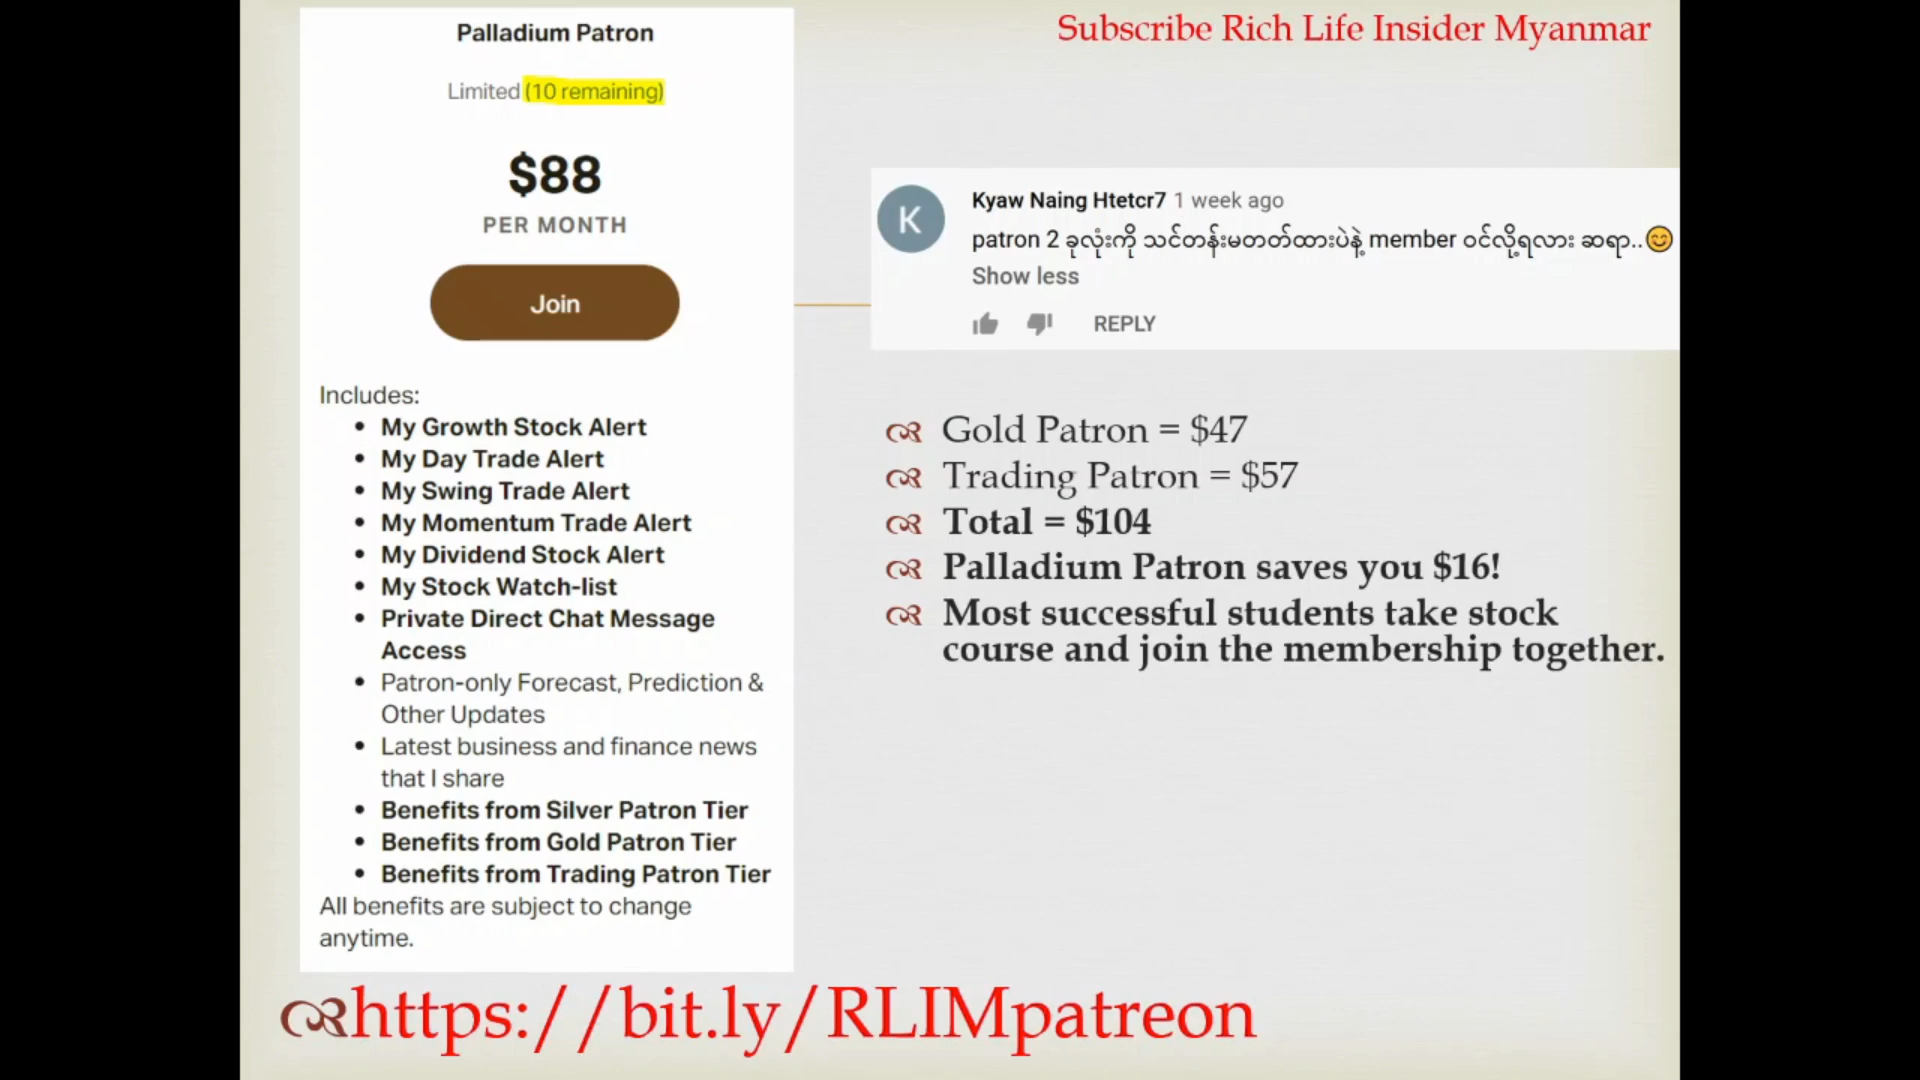 Palladium Patron
Limited (10 remaining)
$88
PER MONTH
Join
Includes:
• My Growth Stock Alert
• My Day Trade Alert
• My Swing Trade Alert
• My Momentum Trade Alert
• My Dividend Stock Alert
• My Stock Watch-list
• Private Direct Chat Message
Access
• Patron-only Forecast, Prediction &
Other Updates
• Latest business and finance news
that I share
• Benefits from Silver Patron Tier
• Benefits from Gold Patron Tier
• Benefits from Trading Patron Tier
All benefits are subject to change
anytime.
Subscribe Rich Life Insider Myanmar
K
Kyaw Naing Htetcr7 1 week ago
patron 2 ခုလုံးကို သင်တန်းမတတ်ထားပဲနဲ့ member ဝင်လို့ရလား ဆရာ..😊
Show less
REPLY
Gold Patron = $47
Trading Patron = $57
Total = $104
Palladium Patron saves you $16!
Most successful students take stock
course and join the membership together.
https://bit.ly/RLIMpatreon